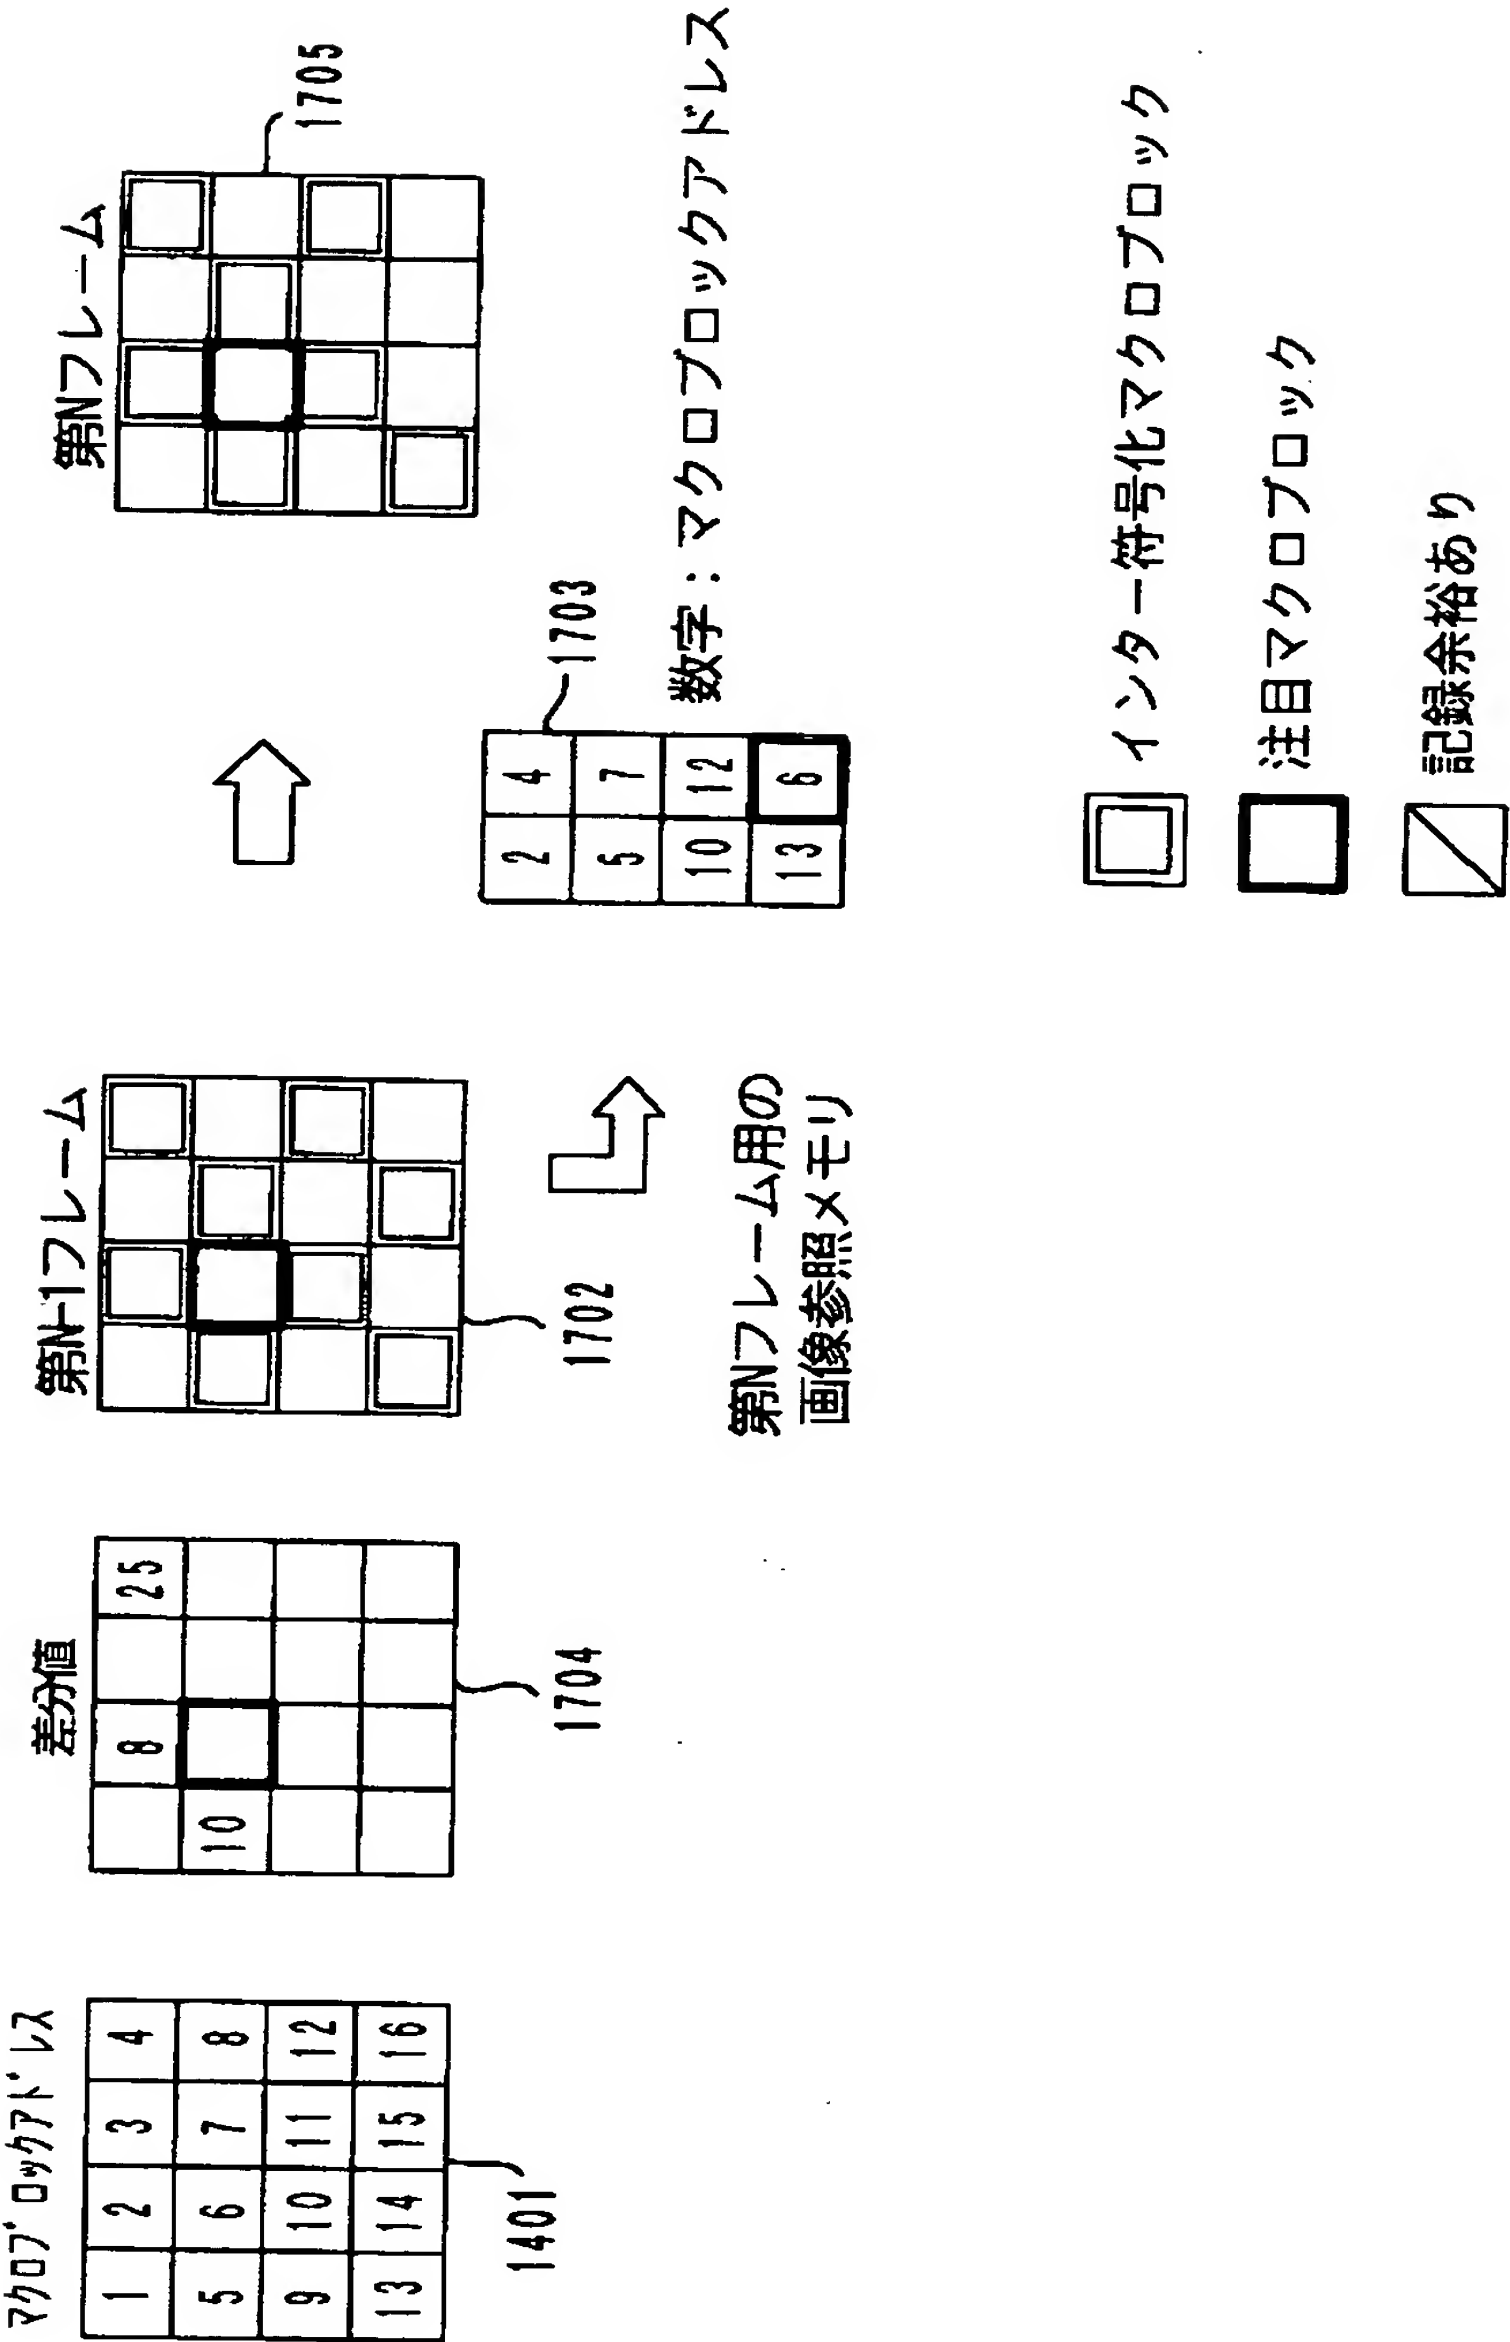 マクロブロックアドレス
1 2 3 4
5 6 7 8
9 10 11 12
13 14 15 16
1401
差分値
8 25
10
1704
第N-1フレーム
1702
第Nフレーム用の
画像参照メモリ
2 4
5 7
10 12
13 6
1703
数字：マクロブロックアドレス
第Nフレーム
1705
インター符号化マクロブロック
注目マクロブロック
記録余裕あり